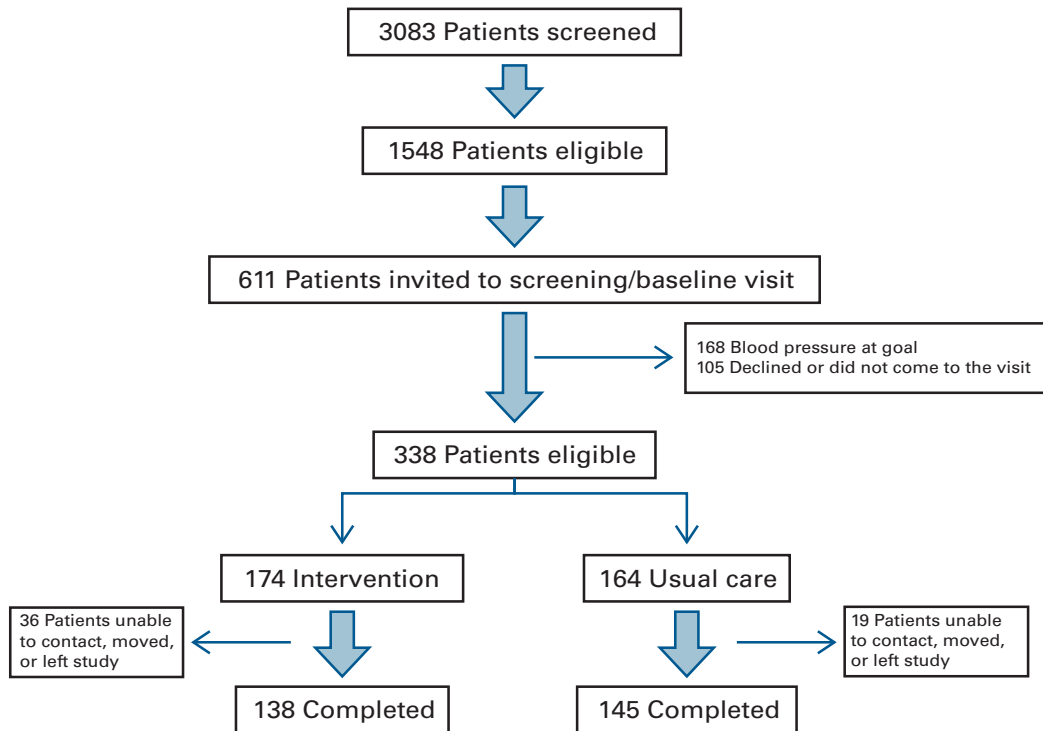 3083 Patients screened
1548 Patients eligible
611 Patients invited to screening/baseline visit
168 Blood pressure at goal
105 Declined or did not come to the visit
338 Patients eligible
174 Intervention
164 Usual care
36 Patients unable
to contact, moved,
or left study
19 Patients unable
to contact, moved,
or left study
138 Completed
145 Completed